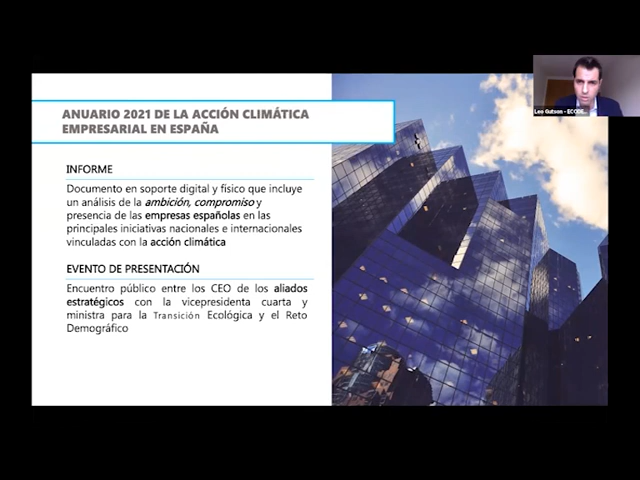 ANUARIO 2021 DE LA ACCIÓN CLIMÁTICA
EMPRESARIAL EN ESPAÑA
INFORME
Documento en soporte digital y físico que incluye
un análisis de la ambición, compromiso y
presencia de las empresas españolas en las
principales iniciativas nacionales e internacionales
vinculadas con la acción climática
EVENTO DE PRESENTACIÓN
Encuentro público entre los CEO de los aliados
estratégicos con la vicepresidenta cuarta y
ministra para la Transición Ecológica y el Reto
Demográfico
Leo Gutson - ECODE...